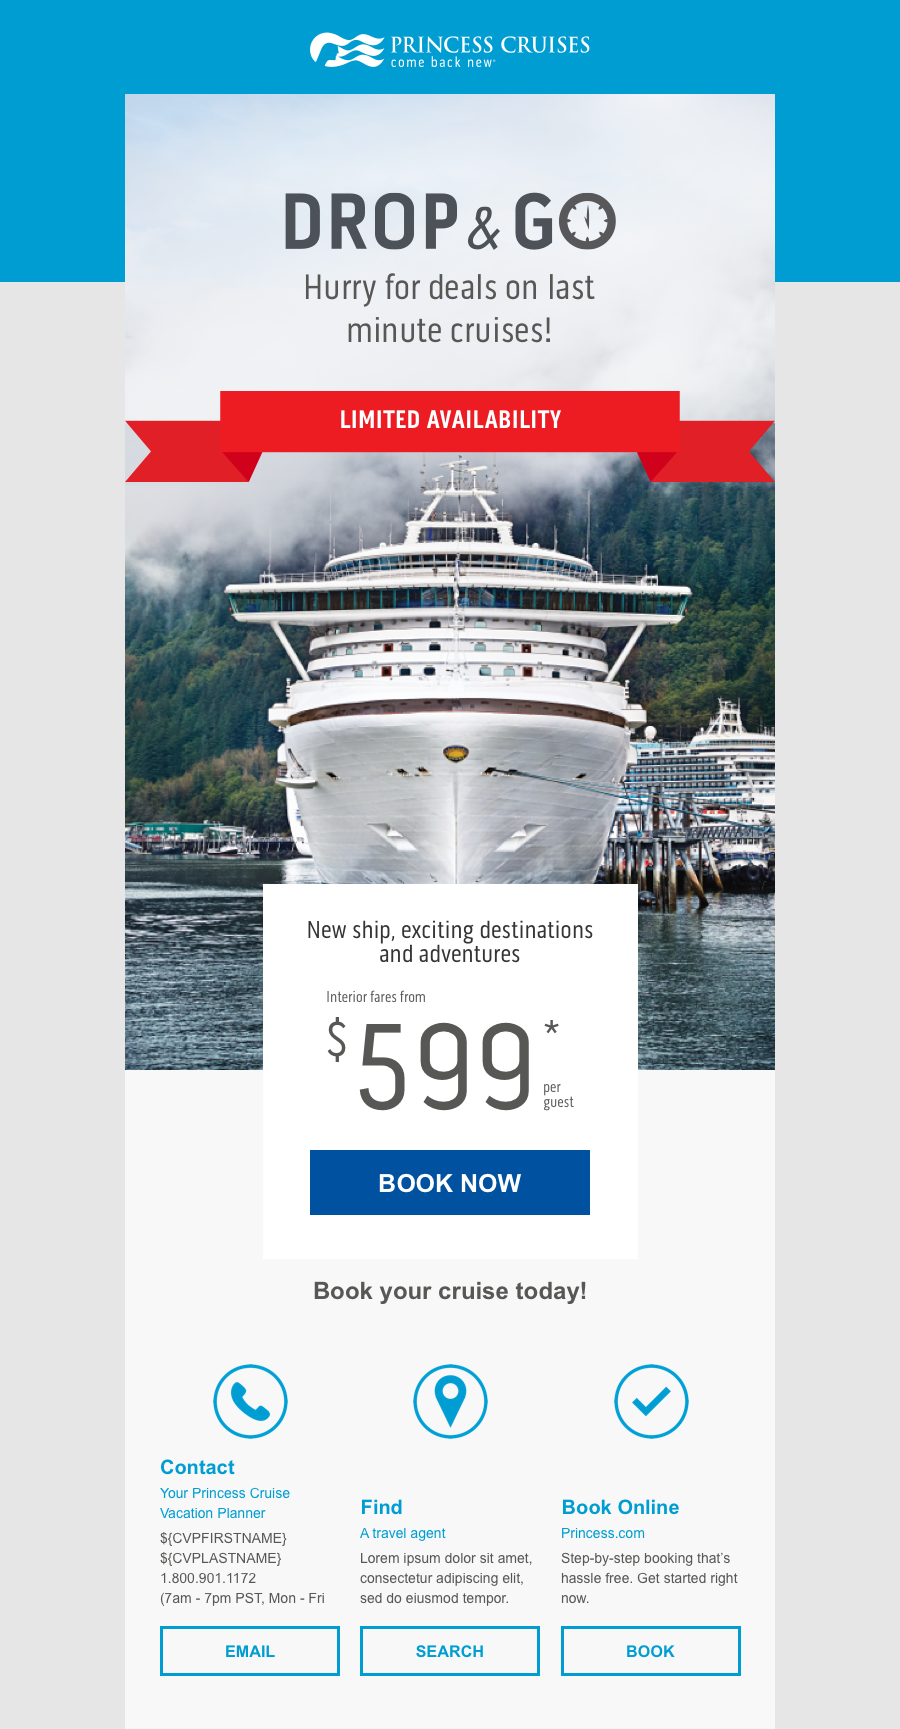 PRINCESS CRUISES
come back new℠
DROP & GO
Hurry for deals on last
minute cruises!
LIMITED AVAILABILITY
New ship, exciting destinations
and adventures
Interior fares from
$599*
per
guest
BOOK NOW
Book your cruise today!
Contact
Your Princess Cruise
Vacation Planner
${CVPFIRSTNAME}
${CVPLASTNAME}
1.800.901.1172
(7am - 7pm PST, Mon - Fri
EMAIL
Find
A travel agent
Lorem ipsum dolor sit amet,
consectetur adipiscing elit,
sed do eiusmod tempor.
SEARCH
Book Online
Princess.com
Step-by-step booking that's
hassle free. Get started right
now.
BOOK